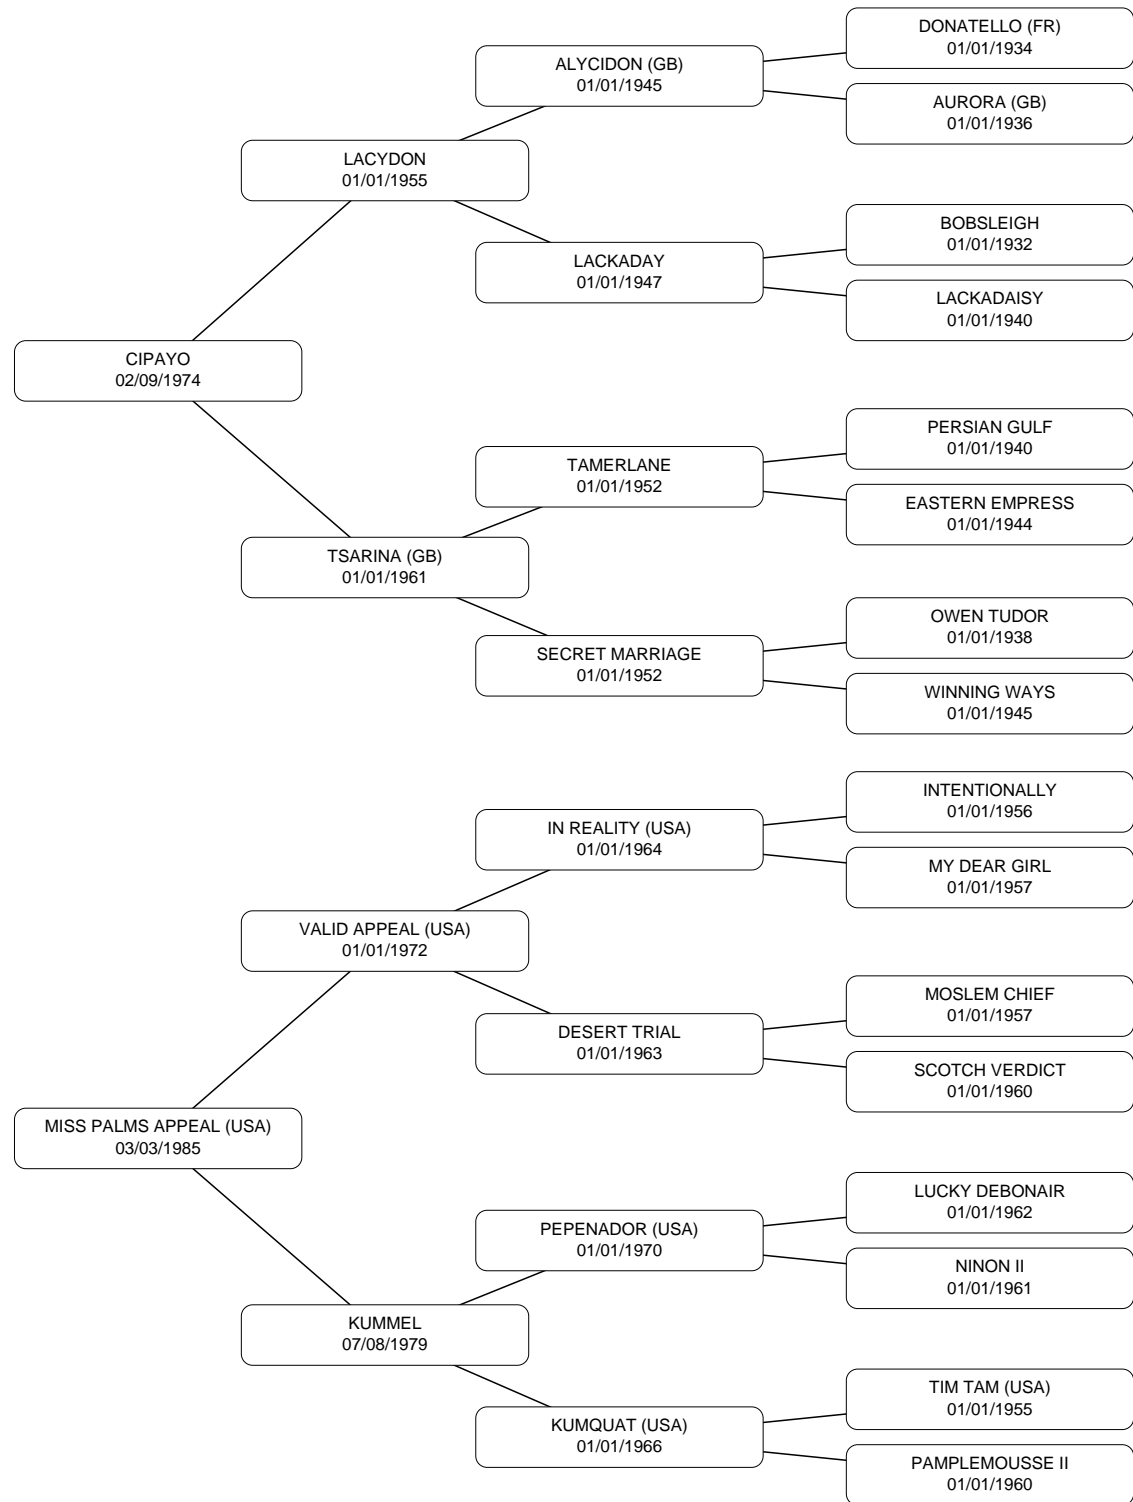 DONATELLO (FR)
01/01/1934
ALYCIDON (GB)
01/01/1945
AURORA (GB)
01/01/1936
LACYDON
01/01/1955
BOBSLEIGH
01/01/1932
LACKADAY
01/01/1947
LACKADAISY
01/01/1940
CIPAYO
02/09/1974
PERSIAN GULF
01/01/1940
TAMERLANE
01/01/1952
EASTERN EMPRESS
01/01/1944
TSARINA (GB)
01/01/1961
OWEN TUDOR
01/01/1938
SECRET MARRIAGE
01/01/1952
WINNING WAYS
01/01/1945
INTENTIONALLY
01/01/1956
IN REALITY (USA)
01/01/1964
MY DEAR GIRL
01/01/1957
VALID APPEAL (USA)
01/01/1972
MOSLEM CHIEF
01/01/1957
DESERT TRIAL
01/01/1963
SCOTCH VERDICT
01/01/1960
MISS PALMS APPEAL (USA)
03/03/1985
LUCKY DEBONAIR
01/01/1962
PEPENADOR (USA)
01/01/1970
NINON II
01/01/1961
KUMMEL
07/08/1979
TIM TAM (USA)
01/01/1955
KUMQUAT (USA)
01/01/1966
PAMPLEMOUSSE II
01/01/1960